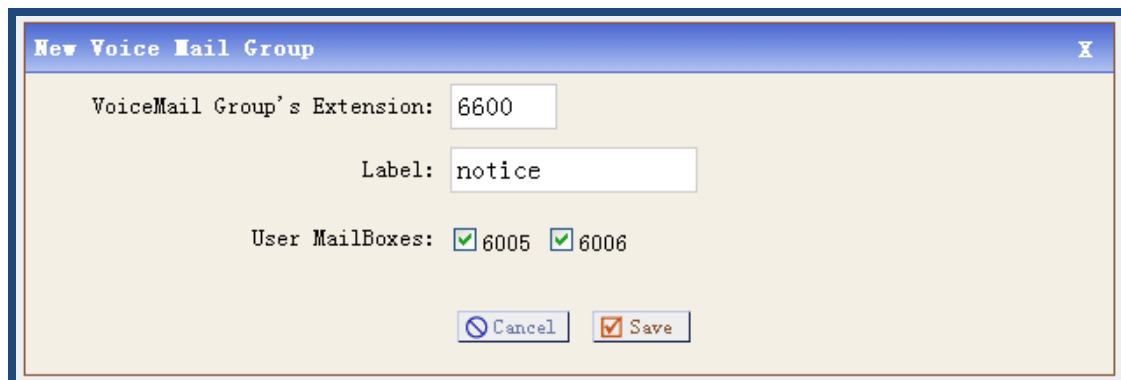 New Voice Mail Group X
VoiceMail Group's Extension: 6600
Label: notice
User MailBoxes: 6005 6006
Cancel Save